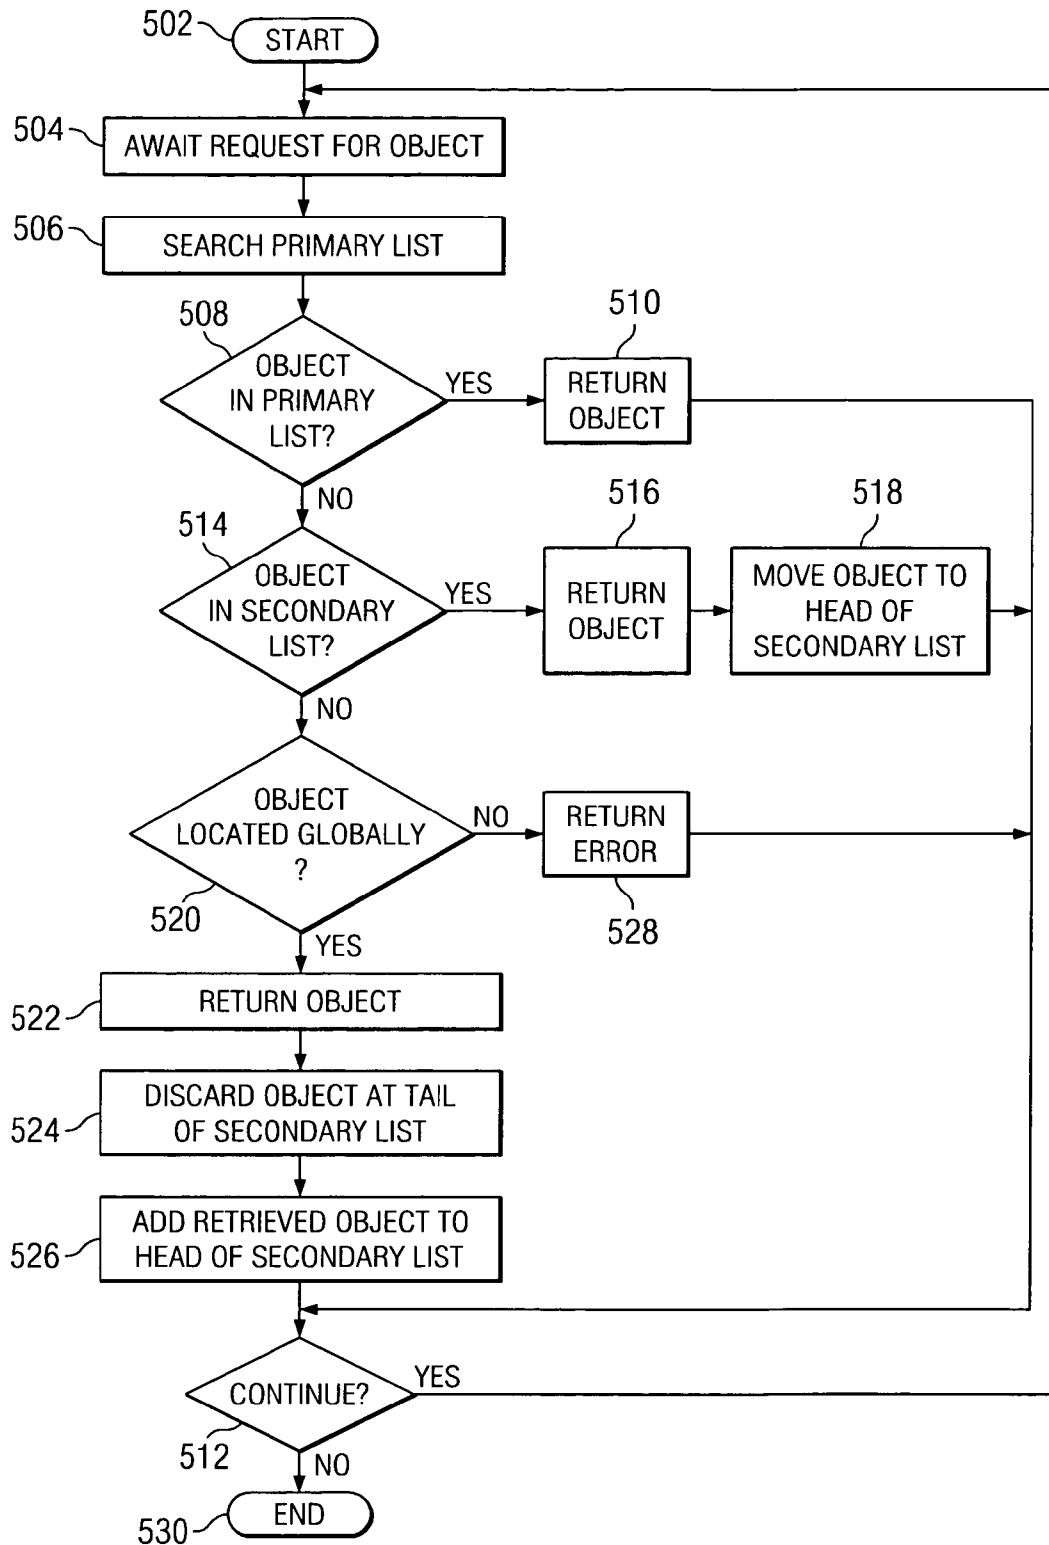 502
START
504
AWAIT REQUEST FOR OBJECT
506
SEARCH PRIMARY LIST
508
OBJECT
IN PRIMARY
LIST?
YES
510
RETURN
OBJECT
NO
514
OBJECT
IN SECONDARY
LIST?
YES
516
RETURN
OBJECT
518
MOVE OBJECT TO
HEAD OF
SECONDARY LIST
NO
OBJECT
LOCATED GLOBALLY
?
520
NO
RETURN
ERROR
528
YES
522
RETURN OBJECT
524
DISCARD OBJECT AT TAIL
OF SECONDARY LIST
526
ADD RETRIEVED OBJECT TO
HEAD OF SECONDARY LIST
CONTINUE?
YES
512
NO
530
END